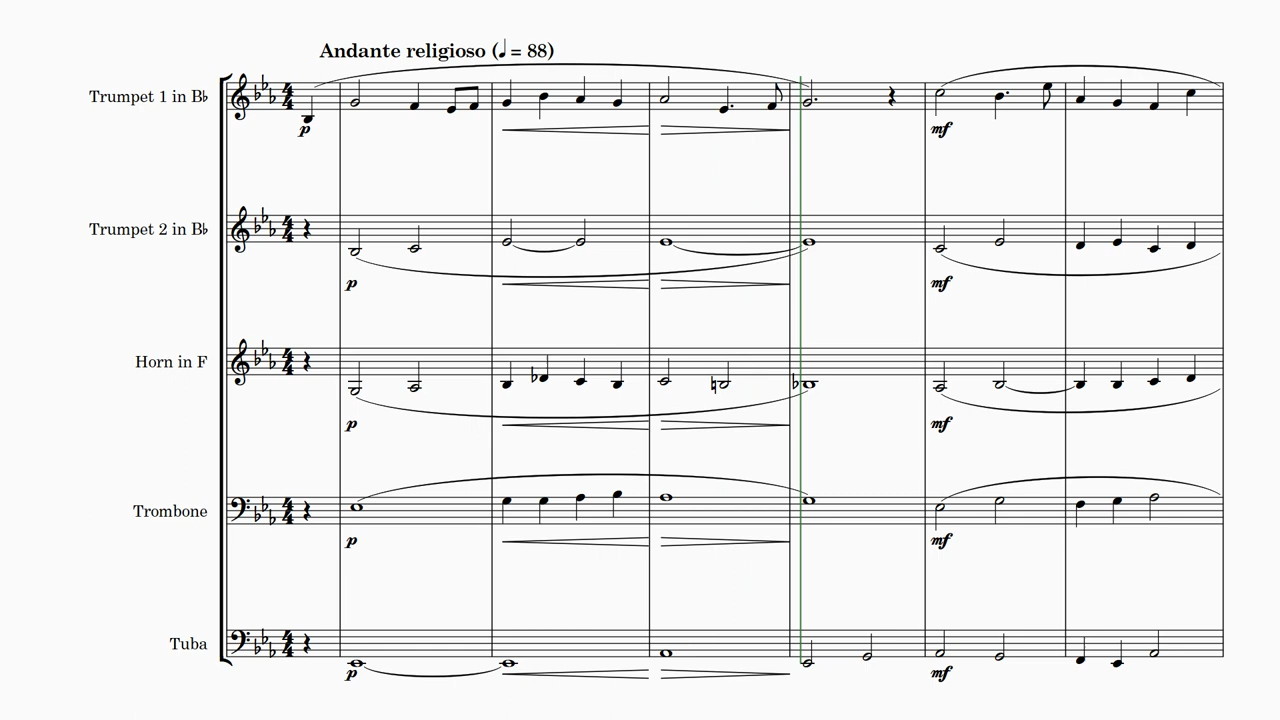 Andante religioso (♩ = 88)
Trumpet 1 in B♭
p
mf
Trumpet 2 in B♭
p
mf
Horn in F
p
mf
Trombone
p
mf
Tuba
p
mf